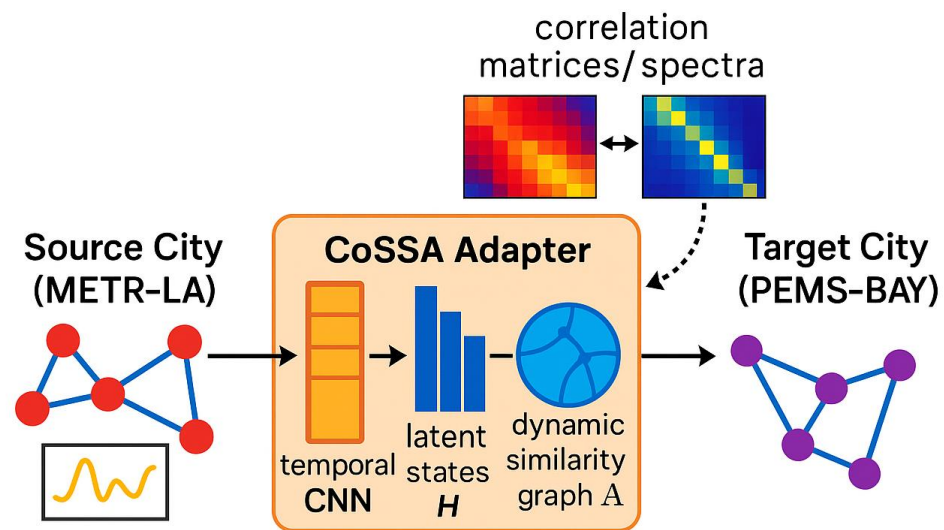 correlation
matrices/spectra
Source City
(METR-LA)
CoSSA Adapter
Target City
(PEMS-BAY)
temporal
CNN
latent
states
H
dynamic
similarity
graph A